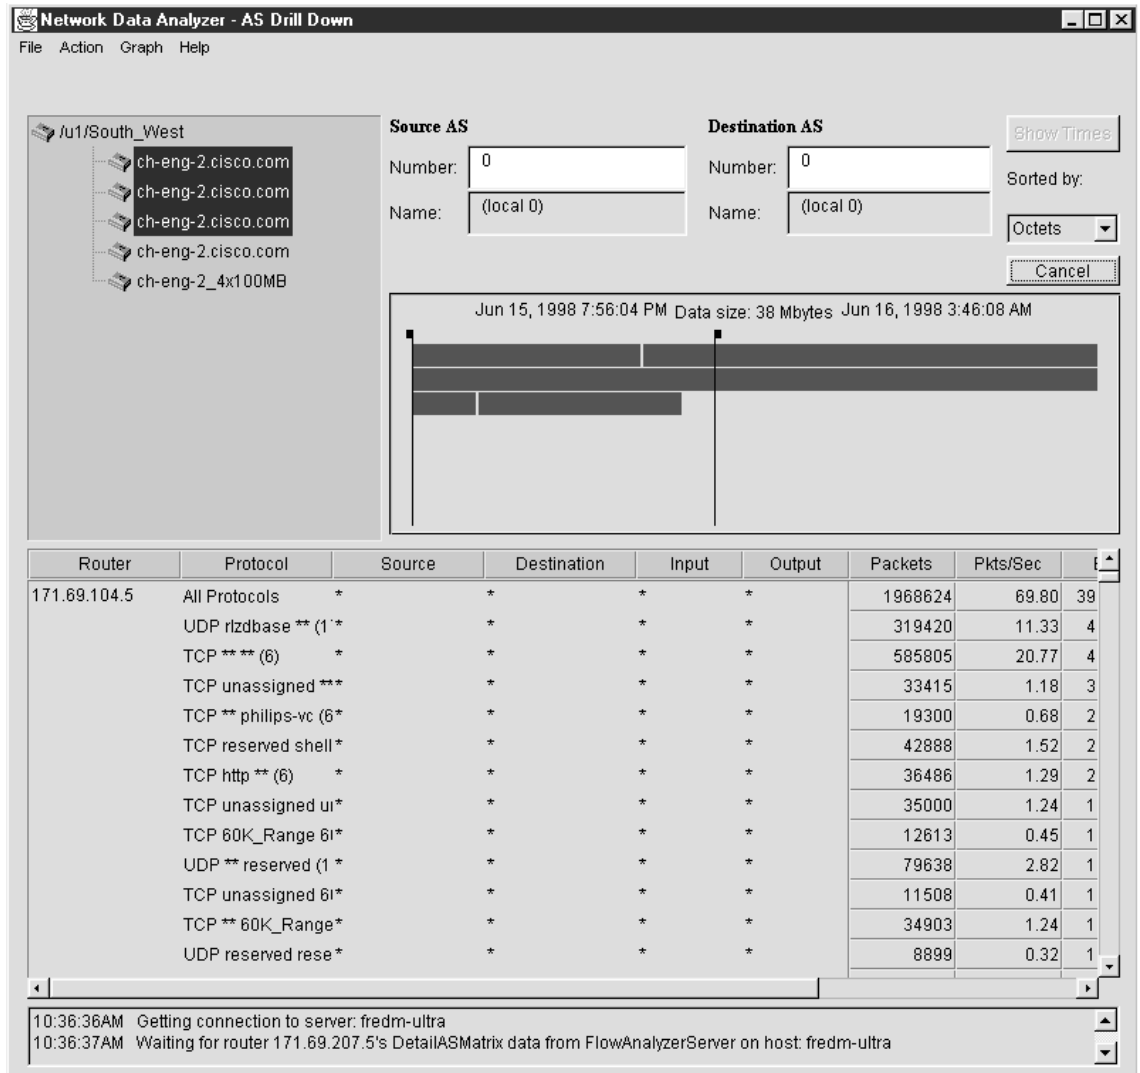 Network Data Analyzer - AS Drill Down
File Action Graph Help
/u1/South_West
ch-eng-2.cisco.com
ch-eng-2.cisco.com
ch-eng-2.cisco.com
ch-eng-2.cisco.com
ch-eng-2_4x100MB
Source AS
Number: 0
Name: (local 0)
Destination AS
Number: 0
Name: (local 0)
Show Times
Sorted by:
Octets
Cancel
Jun 15, 1998 7:56:04 PM Data size: 38 Mbytes Jun 16, 1998 3:46:08 AM
Router Protocol Source Destination Input Output Packets Pkts/Sec
171.69.104.5 All Protocols * * * * 1968624 69.80 39
UDP rlzdbase ** (1 * * * * 319420 11.33 4
TCP ** ** (6) * * * * 585805 20.77 4
TCP unassigned ** * * * * 33415 1.18 3
TCP ** philips-vc (6 * * * * 19300 0.68 2
TCP reserved shell * * * * 42888 1.52 2
TCP http ** (6) * * * * 36486 1.29 2
TCP unassigned * * * * 35000 1.24 1
TCP 60K_Range * * * * 12613 0.45 1
UDP ** reserved (1 * * * * 79638 2.82 1
TCP unassigned * * * * 11508 0.41 1
TCP ** 60K_Range * * * * 34903 1.24 1
UDP reserved rese * * * * 8899 0.32 1
10:36:36AM Getting connection to server: fredm-ultra
10:36:37AM Waiting for router 171.69.207.5's DetailASMatrix data from FlowAnalyzerServer on host: fredm-ultra